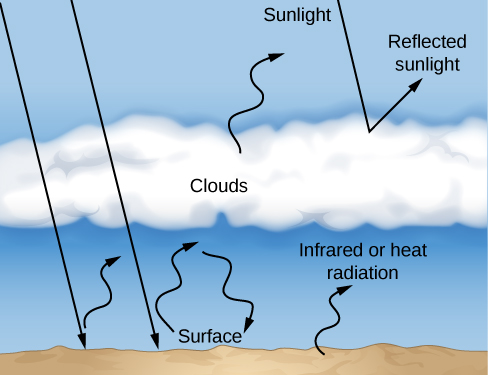 Sunlight
Reflected
sunlight
Clouds
Infrared or heat
radiation
Surface